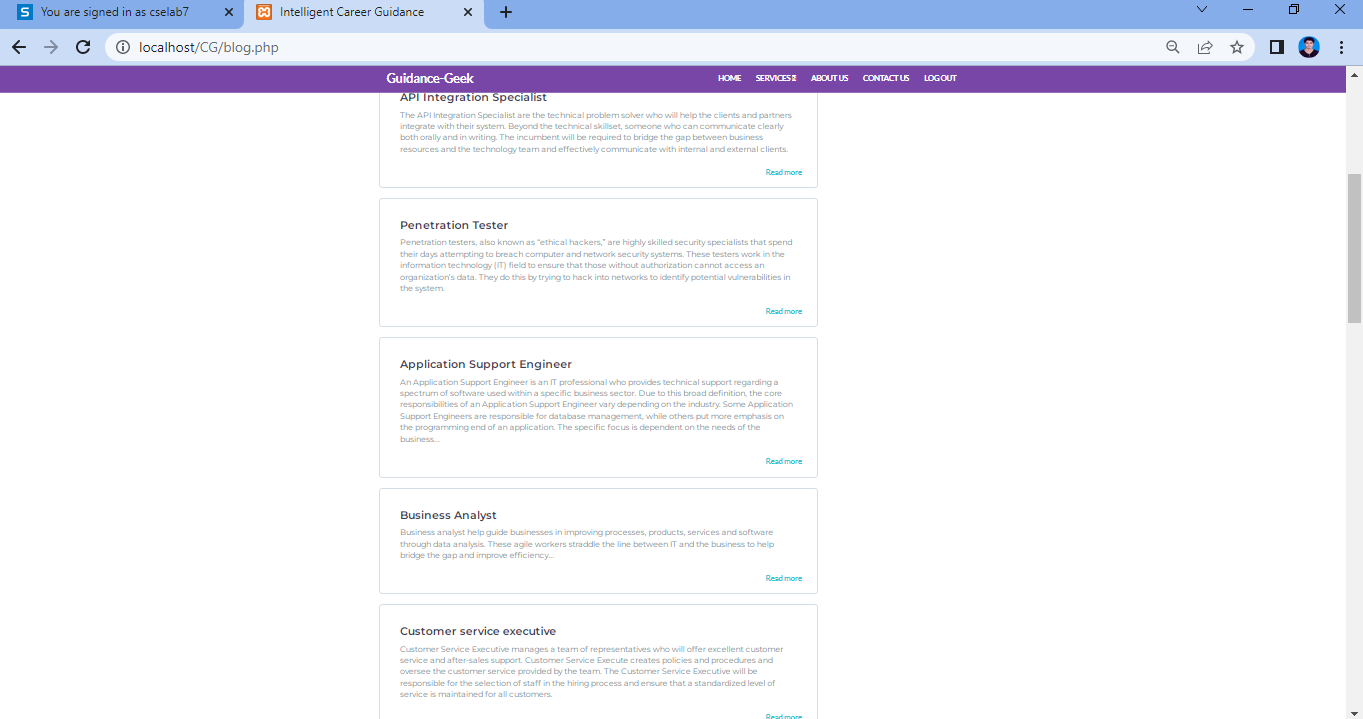 You are signed in as cselab7
Intelligent Career Guidance
localhost/CG/blog.php
Guidance-Geek
HOME SERVICES ABOUT US CONTACT US LOG OUT
API Integration Specialist
The API Integration Specialist are the technical problem solver who will help the clients and partners
integrate with their system. Beyond the technical skillset, someone who can communicate clearly
both orally and in writing. The incumbent will be required to bridge the gap between business
resources and the technology team and effectively communicate with internal and external clients.
Read more
Penetration Tester
Penetration testers, also known as “ethical hackers,” are highly skilled security specialists that spend
their days attempting to breach computer and network security systems. These testers work in the
information technology (IT) field to ensure that those without authorization cannot access an
organization's data. They do this by trying to hack into networks to identify potential vulnerabilities in
the system.
Read more
Application Support Engineer
An Application Support Engineer is an IT professional who provides technical support regarding a
spectrum of software used within a specific business sector. Due to this broad definition, the core
responsibilities of an Application Support Engineer vary depending on the industry. Some Application
Support Engineers are responsible for database management, while others put more emphasis on
the programming end of an application. The specific focus is dependent on the needs of the
business...
Read more
Business Analyst
Business analyst help guide businesses in improving processes, products, services and software
through data analysis. These agile workers straddle the line between IT and the business to help
bridge the gap and improve efficiency...
Read more
Customer service executive
Customer Service Executive manages a team of representatives who will offer excellent customer
service and after-sales support. Customer Service Execute creates policies and procedures and
oversee the customer service provided by the team. The Customer Service Executive will be
responsible for the selection of staff in the hiring process and ensure that a standardized level of
service is maintained for all customers.
Read more